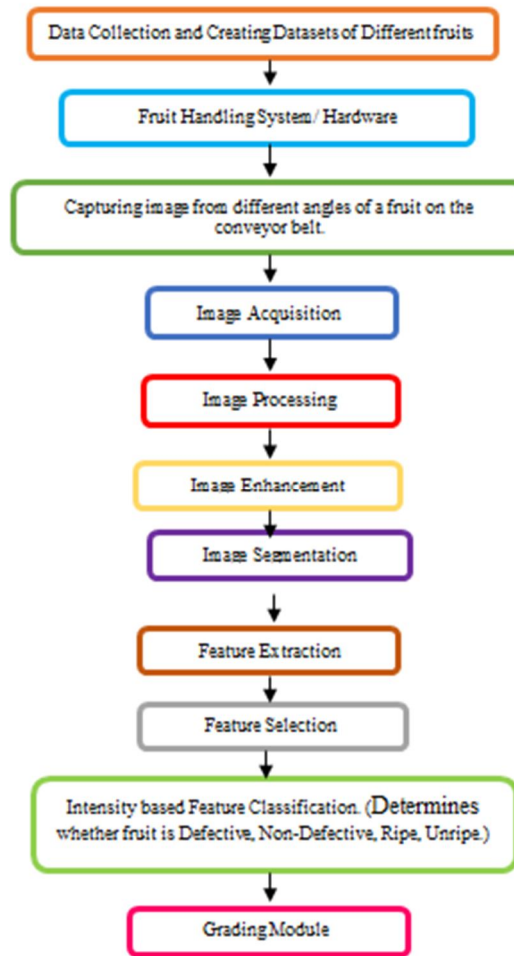 Data Collection and Creating Datasets of Different fruits
Fruit Handling System/ Hardware
Capturing image from different angles of a fruit on the
conveyor belt.
Image Acquisition
Image Processing
Image Enhancement
Image Segmentation
Feature Extraction
Feature Selection
Intensity based Feature Classification. (Determines
whether fruit is Defective, Non-Defective, Ripe, Unripe.)
Grading Module